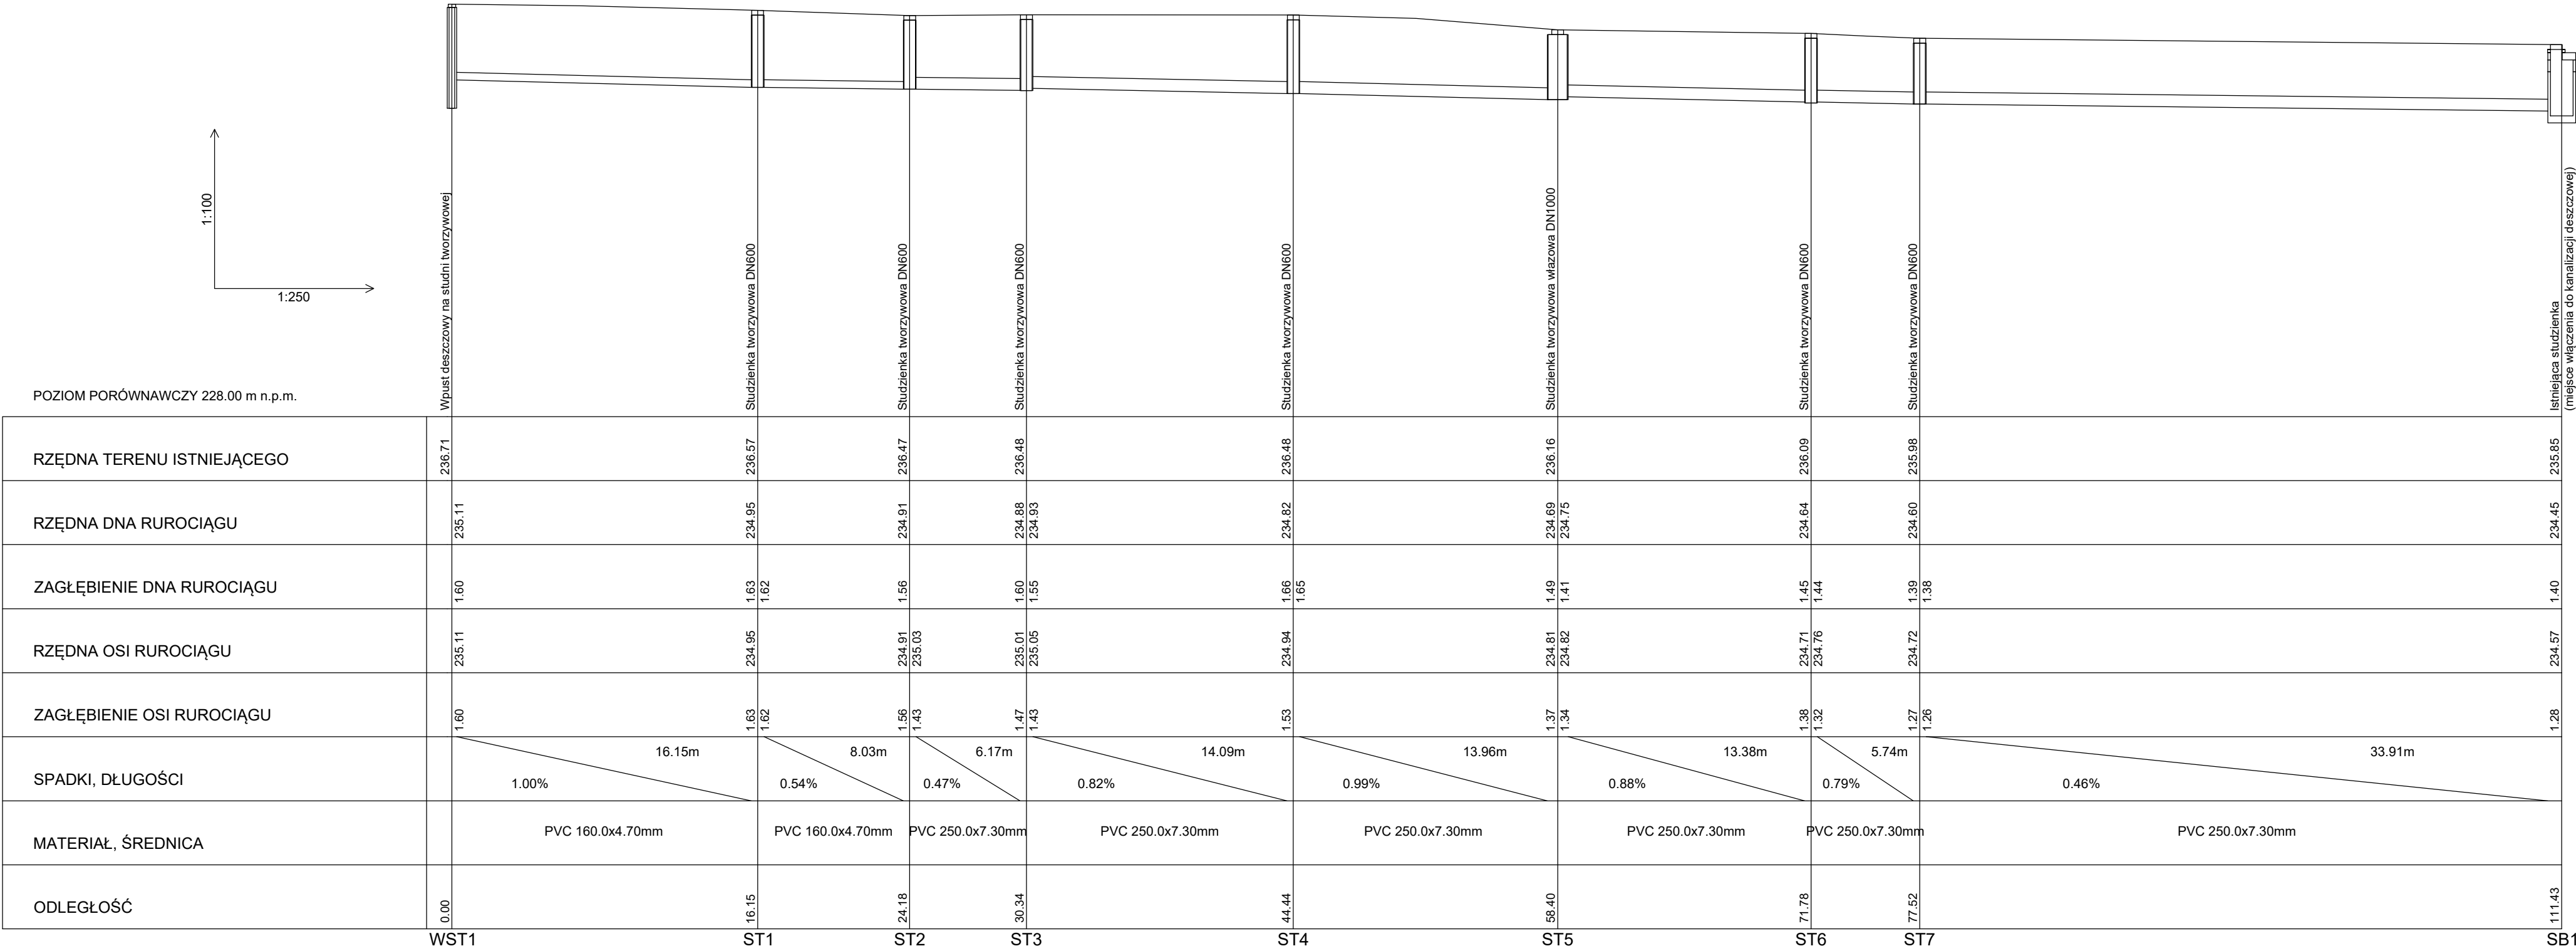 1:100
1:250
POZIOM PORÓWNAWCZY 228.00 m n.p.m.
Wpust deszczowy na studni tworzywowej
Studzienka tworzywowa DN600
Studzienka tworzywowa DN600
Studzienka tworzywowa DN600
Studzienka tworzywowa DN600
Studzienka tworzywowa włazowa DN1000
Studzienka tworzywowa DN600
Studzienka tworzywowa DN600
Istniejąca studzienka
(miejsce włączenia do kanalizacji deszczowej)
RZĘDNA TERENU ISTNIEJĄCEGO
236.71 236.57 236.47 236.48 236.48 236.16 236.09 235.98 235.85
RZĘDNA DNA RUROCIĄGU
235.11 234.95 234.91 234.88 234.93 234.82 234.69 234.75 234.64 234.60 234.45
ZAGŁĘBIENIE DNA RUROCIĄGU
1.60 1.63 1.62 1.56 1.60 1.55 1.66 1.65 1.49 1.41 1.45 1.44 1.39 1.38 1.40
RZĘDNA OSI RUROCIĄGU
235.11 234.95 234.91 235.03 235.01 235.05 234.94 234.81 234.82 234.71 234.76 234.72 234.57
ZAGŁĘBIENIE OSI RUROCIĄGU
1.60 1.63 1.62 1.56 1.43 1.47 1.43 1.53 1.37 1.34 1.38 1.32 1.27 1.26 1.28
SPADKI, DŁUGOŚCI
16.15m 8.03m 6.17m 14.09m 13.96m 13.38m 5.74m 33.91m
1.00% 0.54% 0.47% 0.82% 0.99% 0.88% 0.79% 0.46%
MATERIAŁ, ŚREDNICA
PVC 160.0x4.70mm PVC 160.0x4.70mm PVC 250.0x7.30mm PVC 250.0x7.30mm PVC 250.0x7.30mm PVC 250.0x7.30mm PVC 250.0x7.30mm PVC 250.0x7.30mm
ODLEGŁOŚĆ
0.00 16.15 24.18 30.34 44.44 58.40 71.78 77.52 111.43
WST1 ST1 ST2 ST3 ST4 ST5 ST6 ST7 SB1